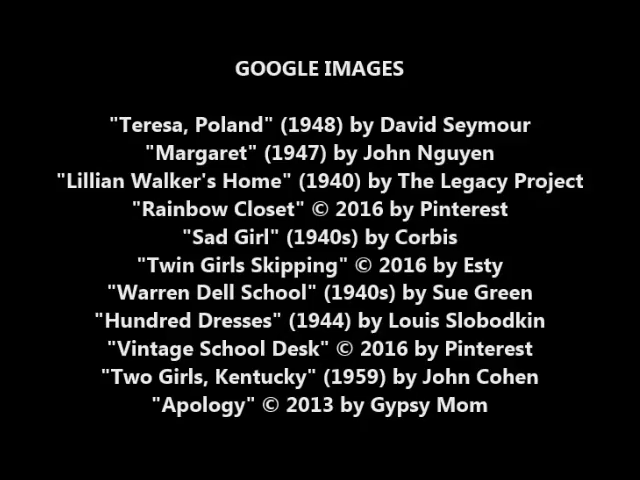 GOOGLE IMAGES
"Teresa, Poland" (1948) by David Seymour
"Margaret" (1947) by John Nguyen
"Lillian Walker's Home" (1940) by The Legacy Project
"Rainbow Closet" © 2016 by Pinterest
"Sad Girl" (1940s) by Corbis
"Twin Girls Skipping" © 2016 by Esty
"Warren Dell School" (1940s) by Sue Green
"Hundred Dresses" (1944) by Louis Slobodkin
"Vintage School Desk" © 2016 by Pinterest
"Two Girls, Kentucky" (1959) by John Cohen
"Apology" © 2013 by Gypsy Mom